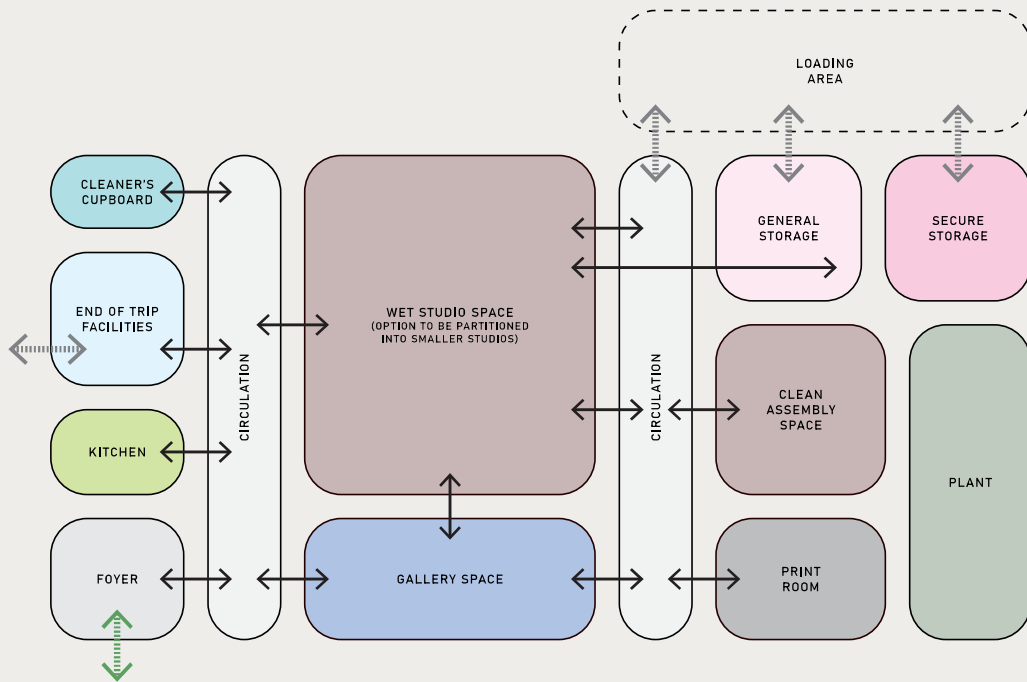 LOADING
AREA
CLEANER'S
CUPBOARD
GENERAL
STORAGE
SECURE
STORAGE
END OF TRIP
FACILITIES
WET STUDIO SPACE
(OPTION TO BE PARTITIONED
INTO SMALLER STUDIOS)
CIRCULATION
CIRCULATION
CLEAN
ASSEMBLY
SPACE
KITCHEN
PLANT
FOYER
GALLERY SPACE
PRINT
ROOM